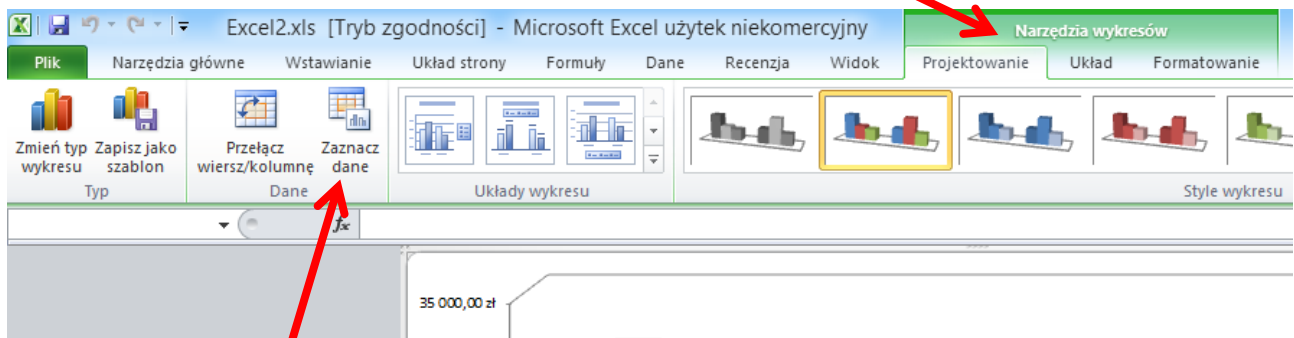 Excel2.xls [Tryb zgodności] - Microsoft Excel użytek niekomercyjny
Narzędzia wykresów
Plik Narzędzia główne Wstawianie Układ strony Formuły Dane Recenzja Widok Projektowanie Układ Formatowanie
Zmień typ wykresu
Zapisz jako szablon
Przełącz wiersz/kolumnę
Zaznacz dane
Typ Dane Układy wykresu Style wykresu
fx
35 000,00 zł